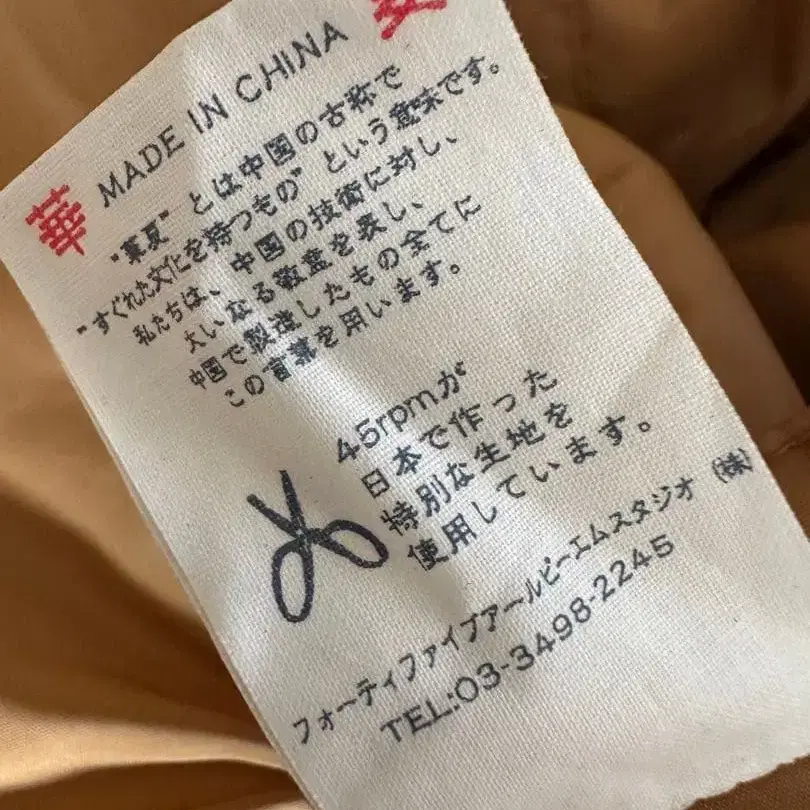 華 MADE IN CHINA
"華夏" とは中国の古称で
"すぐれた文化を持つもの" という意味です。
私たちは、中国の技術に対し、
大いなる敬意を表し、
中国で製造したもの全てに
この言葉を用います。
45rpmが
日本で作った
特別な生地を
使用しています。
フォーティファイブアールピーエムスタジオ (株)
TEL:03-3498-2245